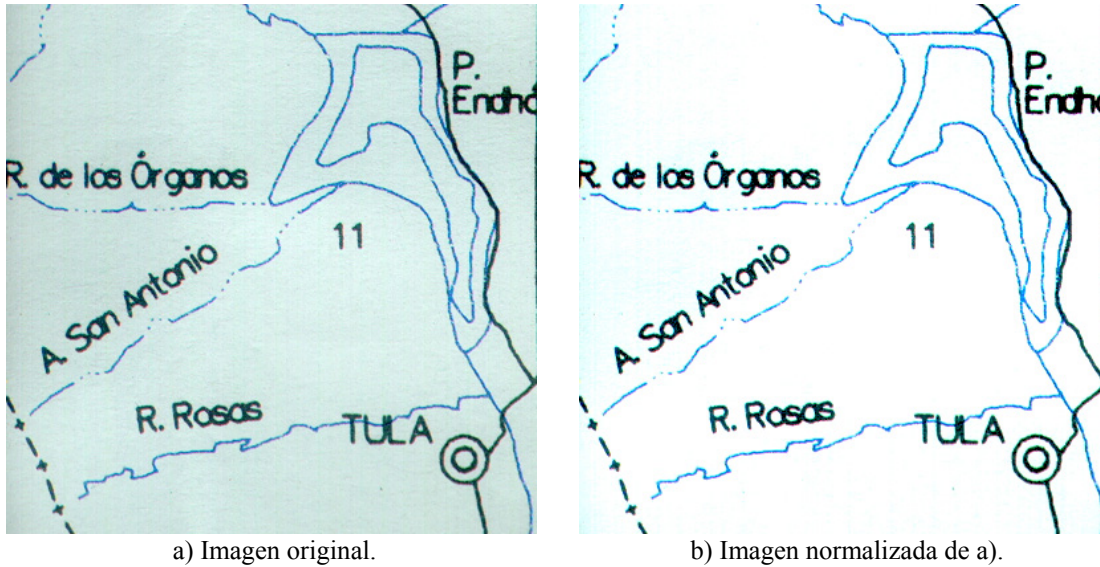 P.
Endhó
R. de los Órganos
11
A. San Antonio
R. Rosas
TULA
a) Imagen original.
P.
Endhó
R. de los Órganos
11
A. San Antonio
R. Rosas
TULA
b) Imagen normalizada de a).